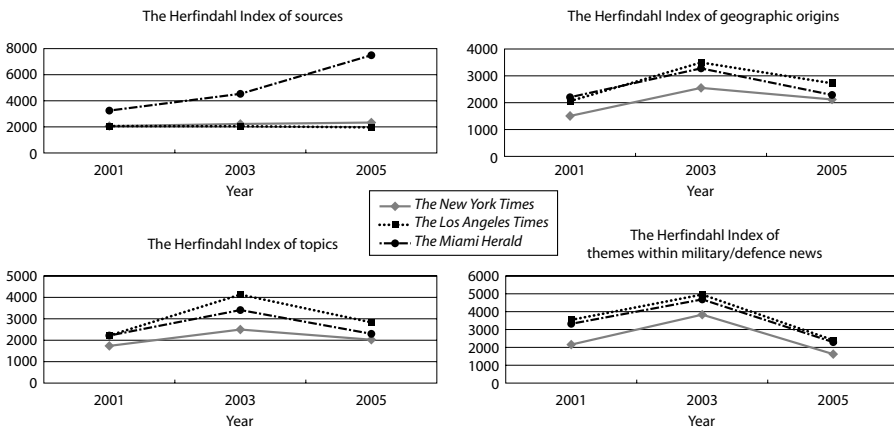 The Herfindahl Index of sources
8000
6000
4000
2000
0
2001 2003 2005
Year
The Herfindahl Index of geographic origins
4000
3000
2000
1000
0
2001 2003 2005
Year
The New York Times
The Los Angeles Times
The Miami Herald
The Herfindahl Index of topics
5000
4000
3000
2000
1000
0
2001 2003 2005
Year
The Herfindahl Index of
themes within military/defence news
6000
5000
4000
3000
2000
1000
0
2001 2003 2005
Year